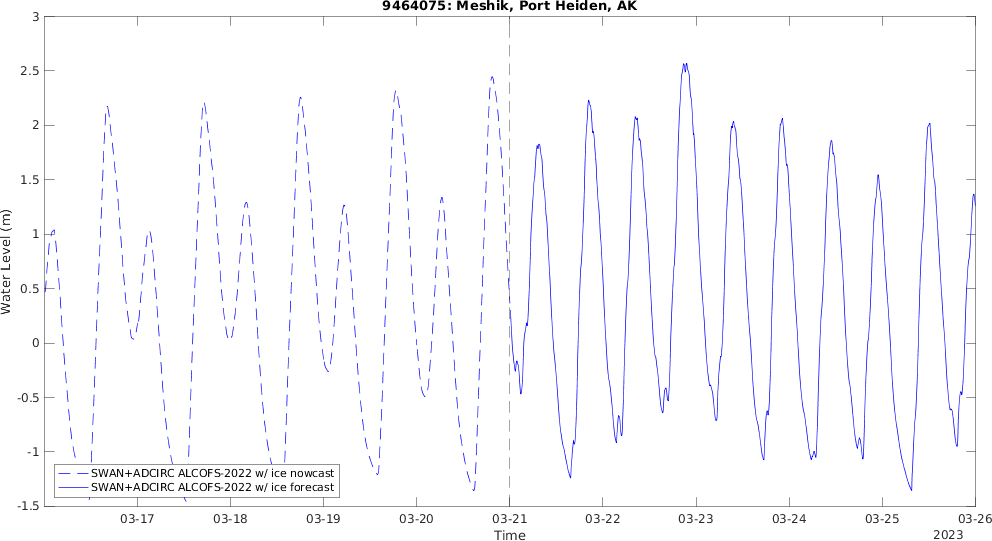 9464075: Meshik, Port Heiden, AK
3
2.5
2
1.5
1
0.5
0
-0.5
-1
-1.5
Water Level (m)
SWAN+ADCIRC ALCOFS-2022 w/ ice nowcast
SWAN+ADCIRC ALCOFS-2022 w/ ice forecast
03-17 03-18 03-19 03-20 03-21 03-22 03-23 03-24 03-25 03-26
Time
2023